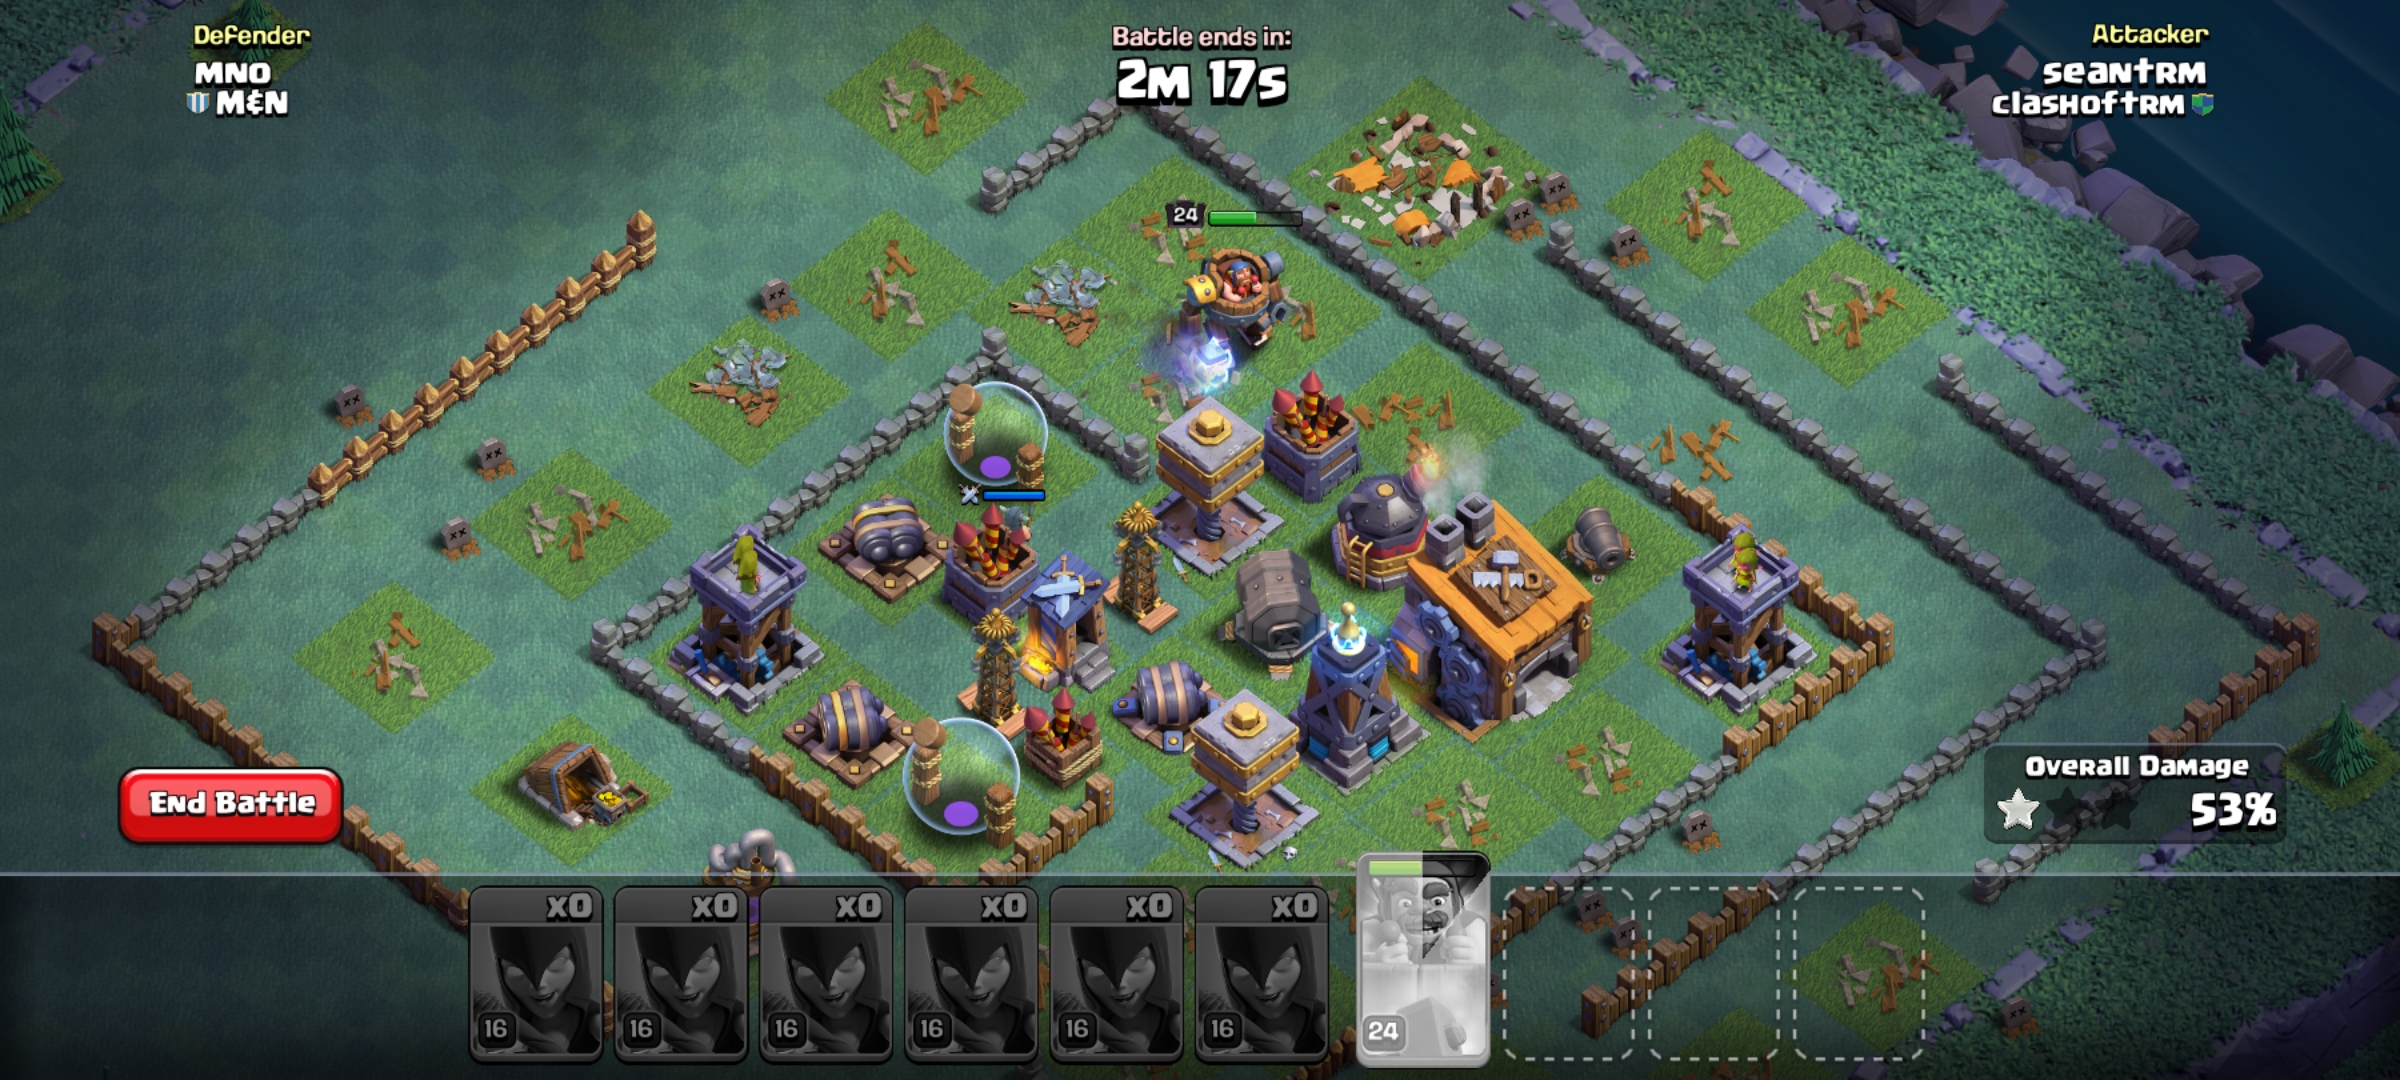 Defender
MNO
M&N
Battle ends in:
2M 17s
Attacker
seantRM
clashoftRM
24
End Battle
Overall Damage
53%
x0
x0
x0
x0
x0
x0
16
16
16
16
16
16
24